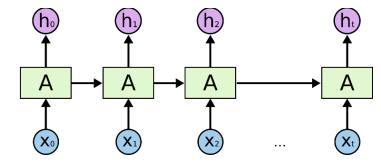 h₀ h₁ h₂ hₜ
A A A A
x₀ x₁ x₂ ... xₜ